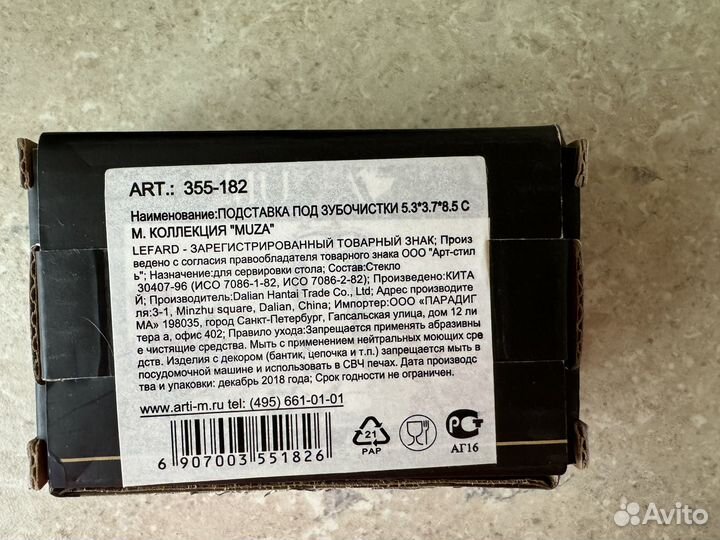 ART.: 355-182
Наименование:ПОДСТАВКА ПОД ЗУБОЧИСТКИ 5.3*3.7*8.5 С
М. КОЛЛЕКЦИЯ "MUZA"
LEFARD - ЗАРЕГИСТРИРОВАННЫЙ ТОВАРНЫЙ ЗНАК; Произ
ведено с согласия правообладателя товарного знака ООО "Арт-стил
ь"; Назначение:для сервировки стола; Состав:Стекло
30407-96 (ИСО 7086-1-82, ИСО 7086-2-82); Произведено:КИТА
Й; Производитель:Dalian Hantai Trade Co., Ltd; Адрес производите
ля:3-1, Minzhu square, Dalian, China; Импортер:ООО «ПАРАДИГ
МА» 198035, город Санкт-Петербург, Гапсальская улица, дом 12 ли
тера а, офис 402; Правило ухода:Запрещается применять абразивны
е чистящие средства. Мыть с применением нейтральных моющих сре
дств. Изделия с декором (бантик, цепочка и т.п.) запрещается мыть в
посудомоечной машине и использовать в СВЧ печах. Дата производс
тва и упаковки: декабрь 2018 года; Срок годности не ограничен.
www.arti-m.ru tel: (495) 661-01-01
6 907003 551826
21
PAP
РСТ
АГ16
Avito